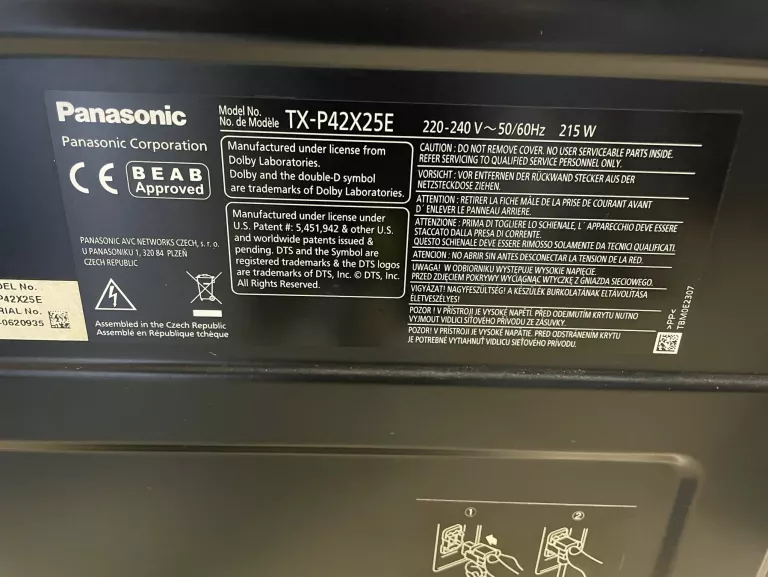 Panasonic
Model No.
No. de Modèle
TX-P42X25E
220-240 V ~ 50/60Hz 215 W
Panasonic Corporation
CE
BEAB
Approved
Manufactured under license from
Dolby Laboratories.
Dolby and the double-D symbol
are trademarks of Dolby Laboratories.
Manufactured under license under
U.S. Patent #: 5,451,942 & other U.S.
and worldwide patents issued &
pending. DTS and the Symbol are
registered trademarks & the DTS logos
are trademarks of DTS, Inc. © DTS, Inc.
All Rights Reserved.
PANASONIC AVC NETWORKS CZECH, s. r. o.
U PANASONIKU 1, 320 84 PLZEŇ
CZECH REPUBLIC
Assembled in the Czech Republic
Assemblé en République tchèque
DEL No.
P42X25E
RIAL No.
0620935
CAUTION : DO NOT REMOVE COVER. NO USER SERVICEABLE PARTS INSIDE.
REFER SERVICING TO QUALIFIED SERVICE PERSONNEL ONLY.
VORSICHT : VOR ENTFERNEN DER RÜCKWAND STECKER AUS DER
NETZSTECKDOSE ZIEHEN.
ATTENTION : RETIRER LA FICHE MÂLE DE LA PRISE DE COURANT AVANT
D' ENLEVER LE PANNEAU ARRIERE.
ATTENZIONE : PRIMA DI TOGLIERE LO SCHIENALE, L' APPARECCHIO DEVE ESSERE
STACCATO DALLA PRESA DI CORRENTE.
QUESTO SCHIENALE DEVE ESSERE RIMOSSO SOLAMENTE DA TECNICI QUALIFICATI.
ATENCION : NO ABRIR SIN ANTES DESCONECTAR LA TENSION DE LA RED.
UWAGA! W ODBIORNIKU WYSTEPUJE WYSOKIE NAPIĘCIE.
PRZED ZDJĘCIEM POKRYWY WYCIĄGNĄĆ WTYCZKĘ Z GNIAZDA SIECIOWEGO.
VIGYÁZAT! NAGYFESZÜLTSÉG! A KÉSZÜLÉK BURKOLATÁNAK ELTÁVOLÍTÁSA
ÉLETVESZÉLYES!
POZOR ! V PŘÍSTROJI JE VYSOKÉ NAPĚTÍ. PŘED ODEJMUTÍM KRYTU NUTNO
VYJMOUT VIDLICI SÍŤOVÉHO PŘÍVODU ZE ZÁSUVKY.
POZOR! V PRÍSTROJI JE VYSOKÉ NAPÄTIE. PRED ODSTRANENÍM KRYTU
JE POTREBNÉ VYTIAHNUŤ VIDLICU SIEŤOVÉHO PRÍVODU.
>PP<
TBM0E2307
① ②